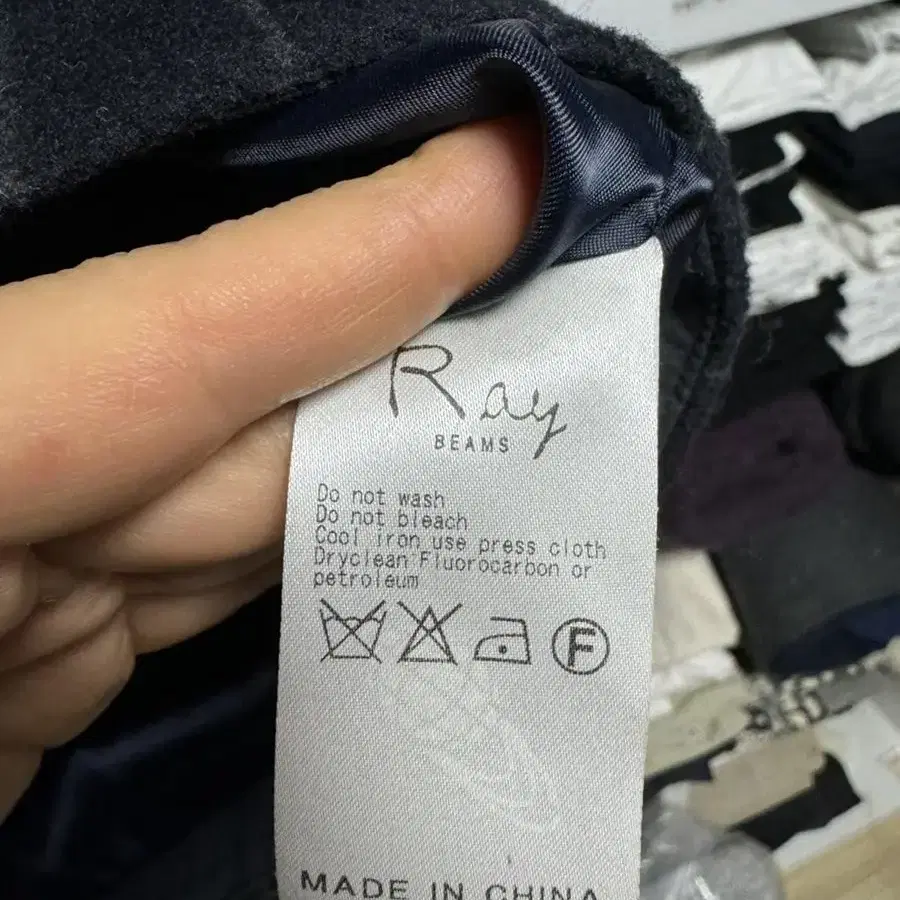 Ray
BEAMS
Do not wash
Do not bleach
Cool iron use press cloth
Dryclean Fluorocarbon or
petroleum
F
MADE IN CHINA